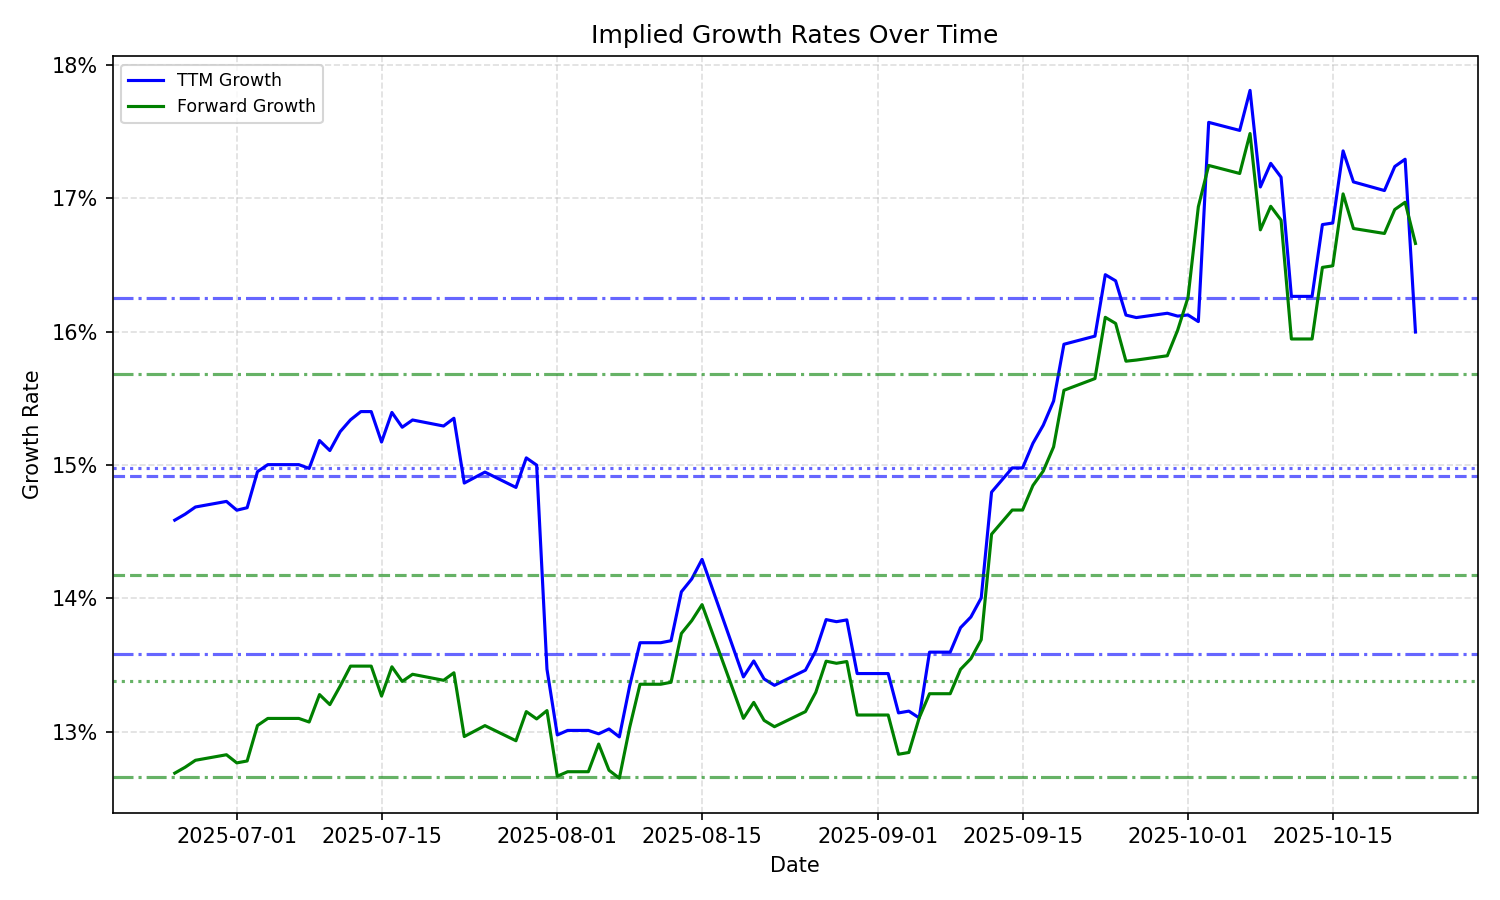 Implied Growth Rates Over Time
TTM Growth
Forward Growth
18%
17%
16%
15%
14%
13%
Growth Rate
2025-07-01 2025-07-15 2025-08-01 2025-08-15 2025-09-01 2025-09-15 2025-10-01 2025-10-15
Date